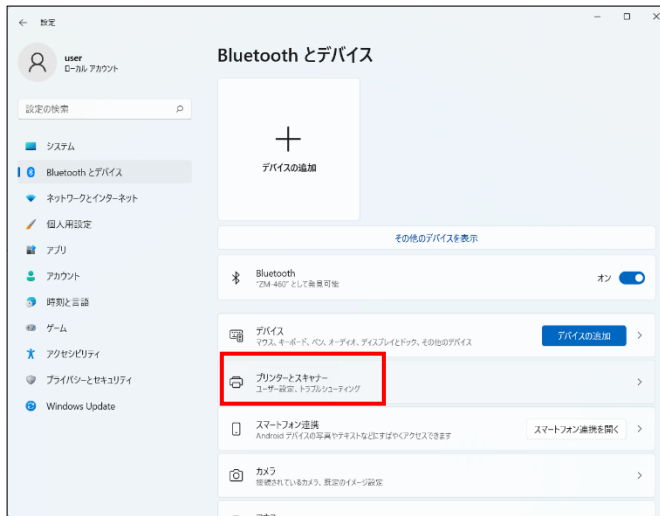 設定
user
ローカル アカウント
設定の検索
システム
Bluetooth とデバイス
ネットワークとインターネット
個人用設定
アプリ
アカウント
時刻と言語
ゲーム
アクセシビリティ
プライバシーとセキュリティ
Windows Update
Bluetooth とデバイス
デバイスの追加
その他のデバイスを表示
Bluetooth
"ZM-460" として発見可能
オン
デバイス
マウス、キーボード、ペン、オーディオ、ディスプレイとドック、その他のデバイス
デバイスの追加
プリンターとスキャナー
ユーザー設定、トラブルシューティング
スマートフォン連携
Android デバイスの写真やテキストなどにすばやくアクセスできます
スマートフォン連携を開く
カメラ
接続されているカメラ、既定のイメージ設定